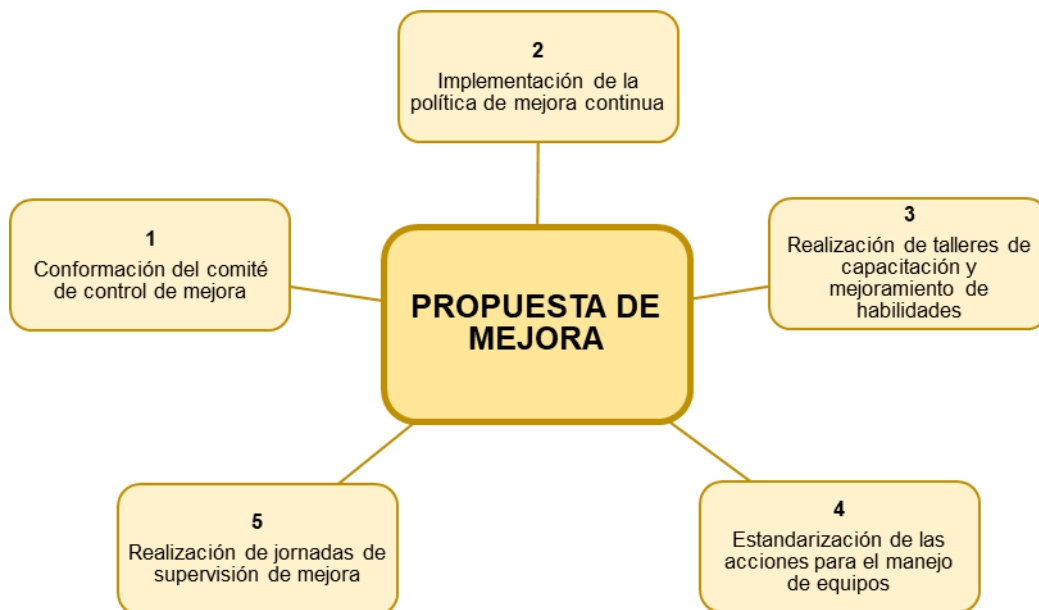 2
Implementación de la
política de mejora continua
1
Conformación del comité
de control de mejora
3
Realización de talleres de
capacitación y
mejoramiento de
habilidades
PROPUESTA DE
MEJORA
5
Realización de jornadas de
supervisión de mejora
4
Estandarización de las
acciones para el manejo
de equipos